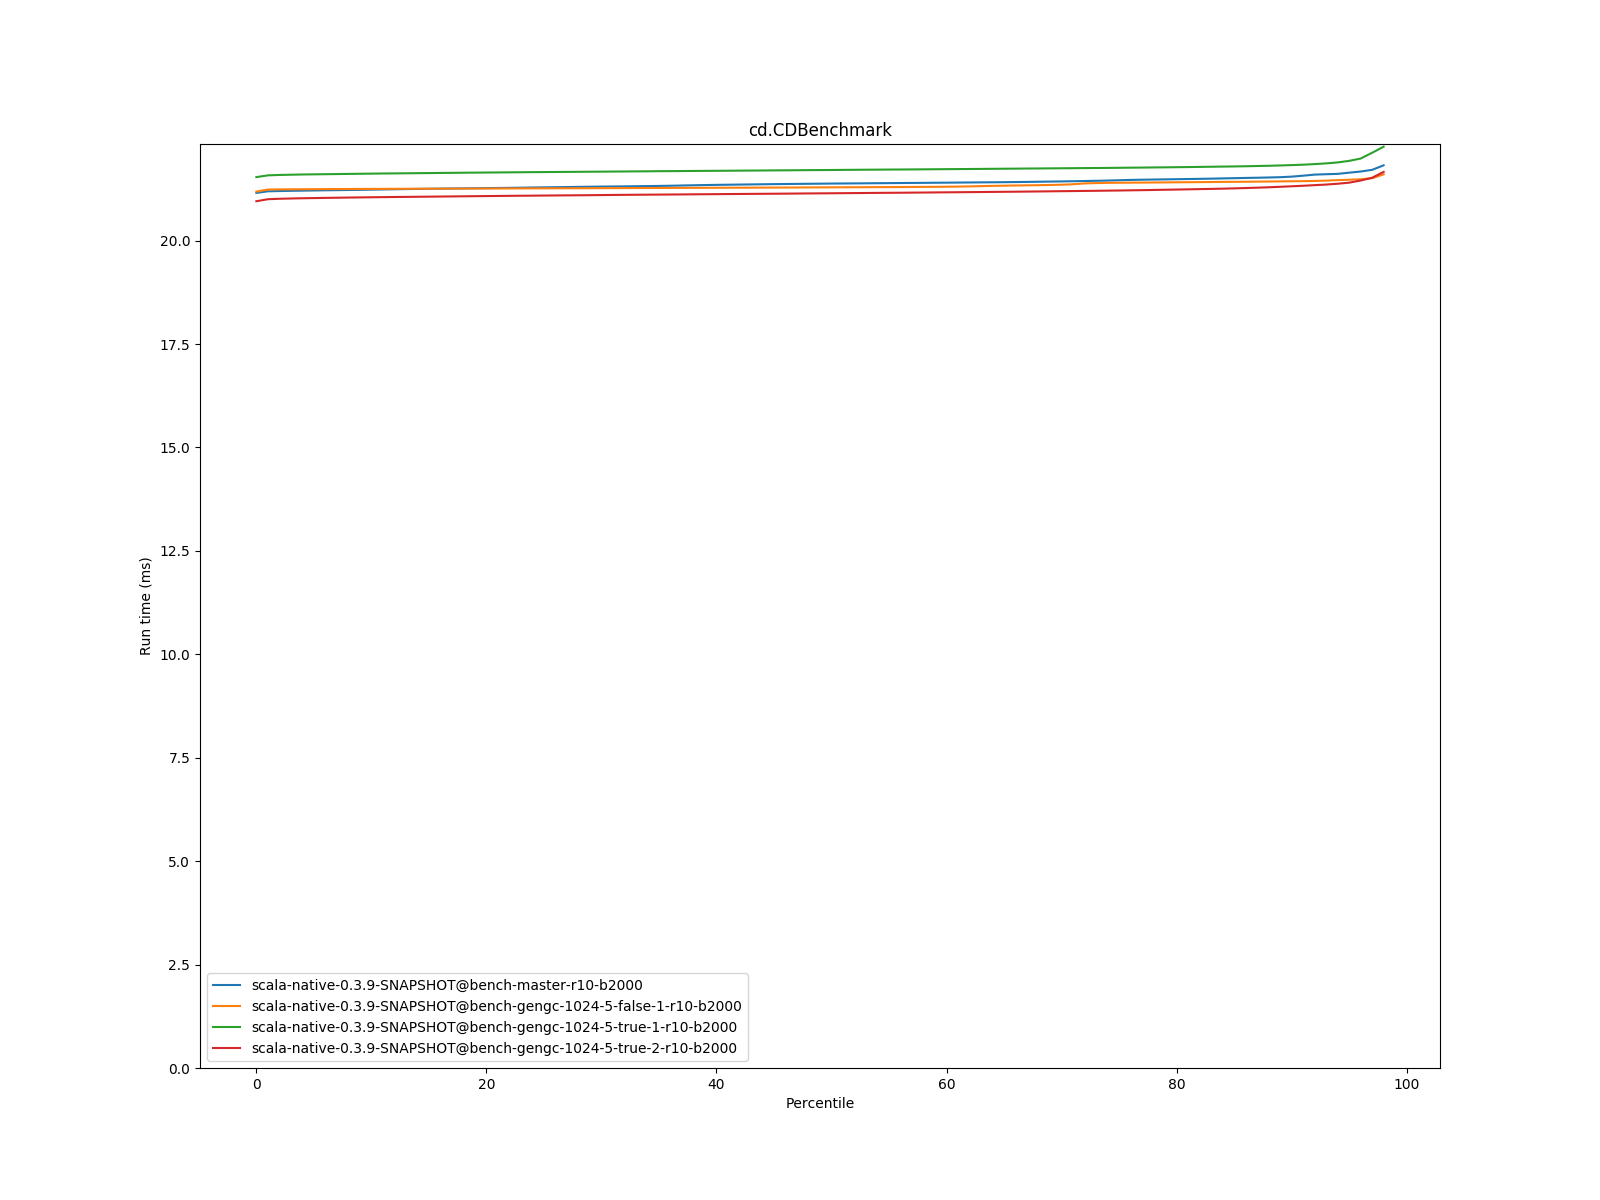 cd.CDBenchmark
20.0
17.5
15.0
12.5
10.0
7.5
5.0
2.5
0.0
Run time (ms)
scala-native-0.3.9-SNAPSHOT@bench-master-r10-b2000
scala-native-0.3.9-SNAPSHOT@bench-gengc-1024-5-false-1-r10-b2000
scala-native-0.3.9-SNAPSHOT@bench-gengc-1024-5-true-1-r10-b2000
scala-native-0.3.9-SNAPSHOT@bench-gengc-1024-5-true-2-r10-b2000
0 20 40 60 80 100
Percentile